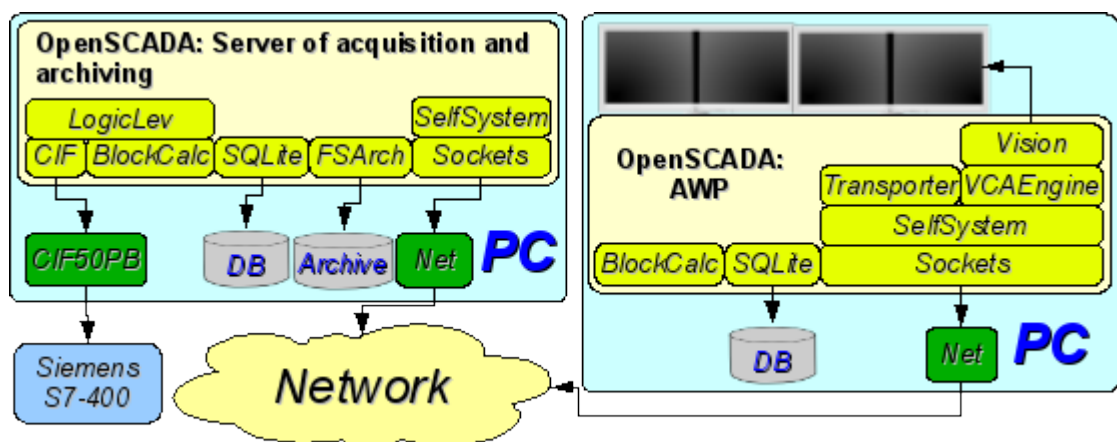 OpenSCADA: Server of acquisition and
archiving
LogicLev
SelfSystem
CIF
BlockCalc
SQLite
FSArch
Sockets
CIF50PB
DB
Archive
Net
PC
Siemens
S7-400
Network
OpenSCADA:
AWP
Vision
Transporter
VCAEngine
SelfSystem
BlockCalc
SQLite
Sockets
DB
Net
PC